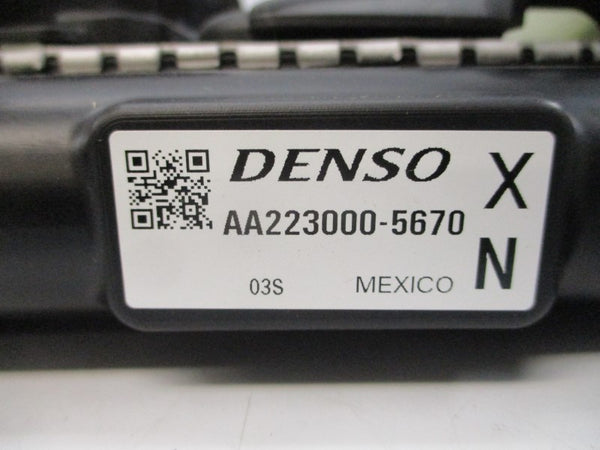 DENSO
X
AA223000-5670
N
03S MEXICO